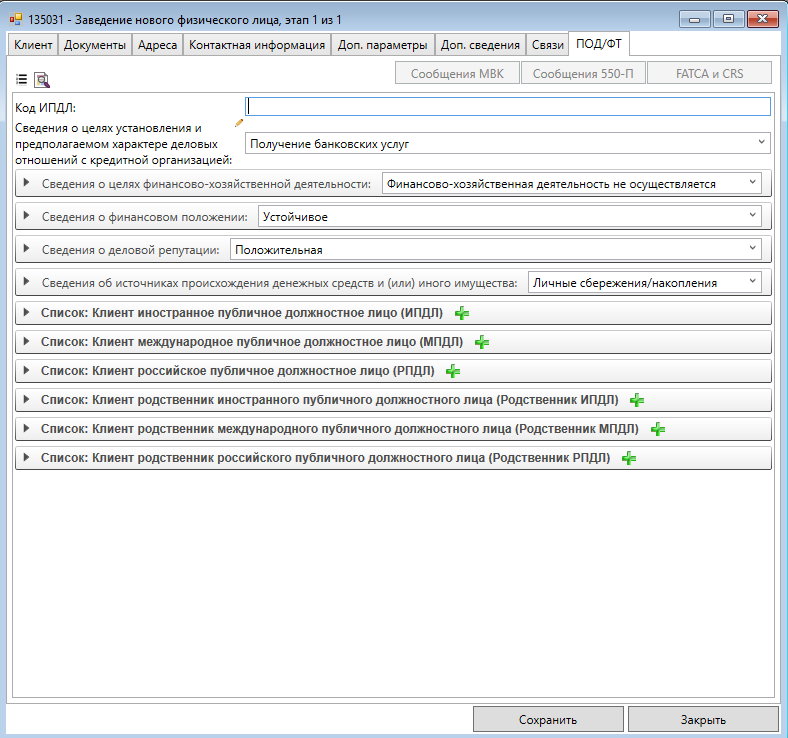 135031 - Заведение нового физического лица, этап 1 из 1
Клиент Документы Адреса Контактная информация Доп. параметры Доп. сведения Связи ПОД/ФТ
Сообщения МВК Сообщения 550-П FATCA и CRS
Код ИПДЛ:
Сведения о целях установления и
предполагаемом характере деловых
отношений с кредитной организацией:
Получение банковских услуг
Сведения о целях финансово-хозяйственной деятельности: Финансово-хозяйственная деятельность не осуществляется
Сведения о финансовом положении: Устойчивое
Сведения о деловой репутации: Положительная
Сведения об источниках происхождения денежных средств и (или) иного имущества: Личные сбережения/накопления
Список: Клиент иностранное публичное должностное лицо (ИПДЛ)
Список: Клиент международное публичное должностное лицо (МПДЛ)
Список: Клиент российское публичное должностное лицо (РПДЛ)
Список: Клиент родственник иностранного публичного должностного лица (Родственник ИПДЛ)
Список: Клиент родственник международного публичного должностного лица (Родственник МПДЛ)
Список: Клиент родственник российского публичного должностного лица (Родственник РПДЛ)
Сохранить Закрыть